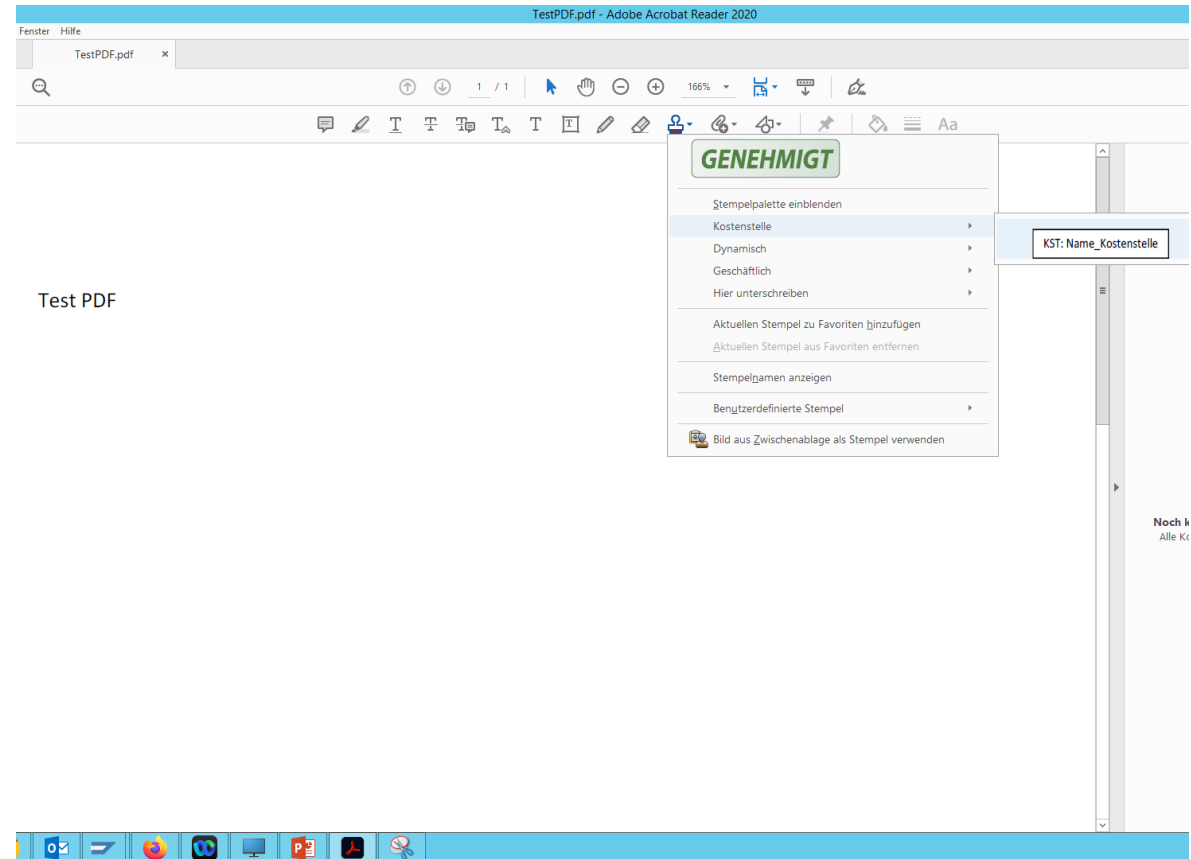 TestPDF.pdf - Adobe Acrobat Reader 2020
Fenster Hilfe
TestPDF.pdf ×
1 / 1 166%
Aa
GENEHMIGT
Stempelpalette einblenden
Kostenstelle
KST: Name_Kostenstelle
Dynamisch
Geschäftlich
Hier unterschreiben
Test PDF
Aktuellen Stempel zu Favoriten hinzufügen
Aktuellen Stempel aus Favoriten entfernen
Stempelnamen anzeigen
Benutzerdefinierte Stempel
Bild aus Zwischenablage als Stempel verwenden
Noch k
Alle Ko